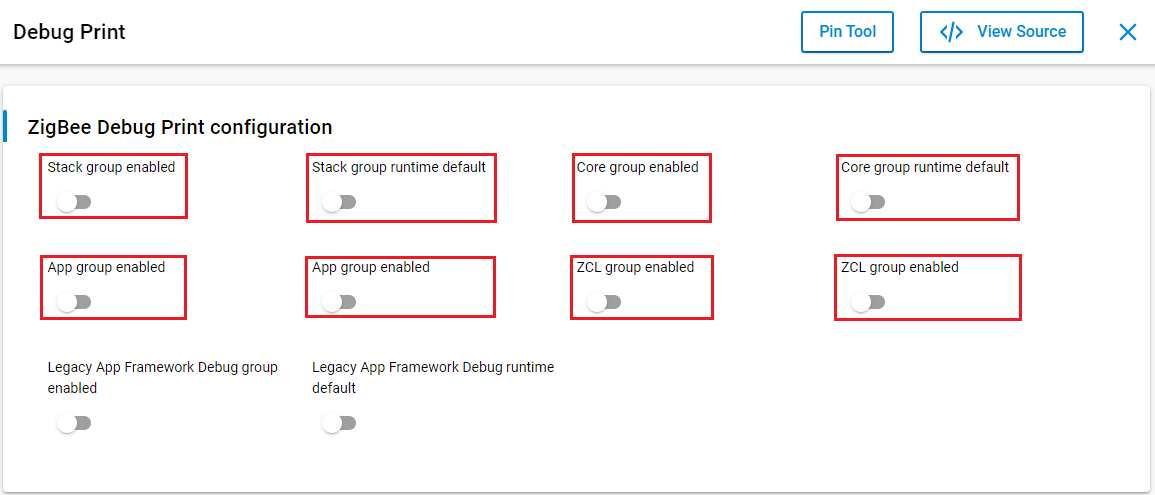 Debug Print
Pin Tool
</> View Source
ZigBee Debug Print configuration
Stack group enabled
Stack group runtime default
Core group enabled
Core group runtime default
App group enabled
App group enabled
ZCL group enabled
ZCL group enabled
Legacy App Framework Debug group
enabled
Legacy App Framework Debug runtime
default